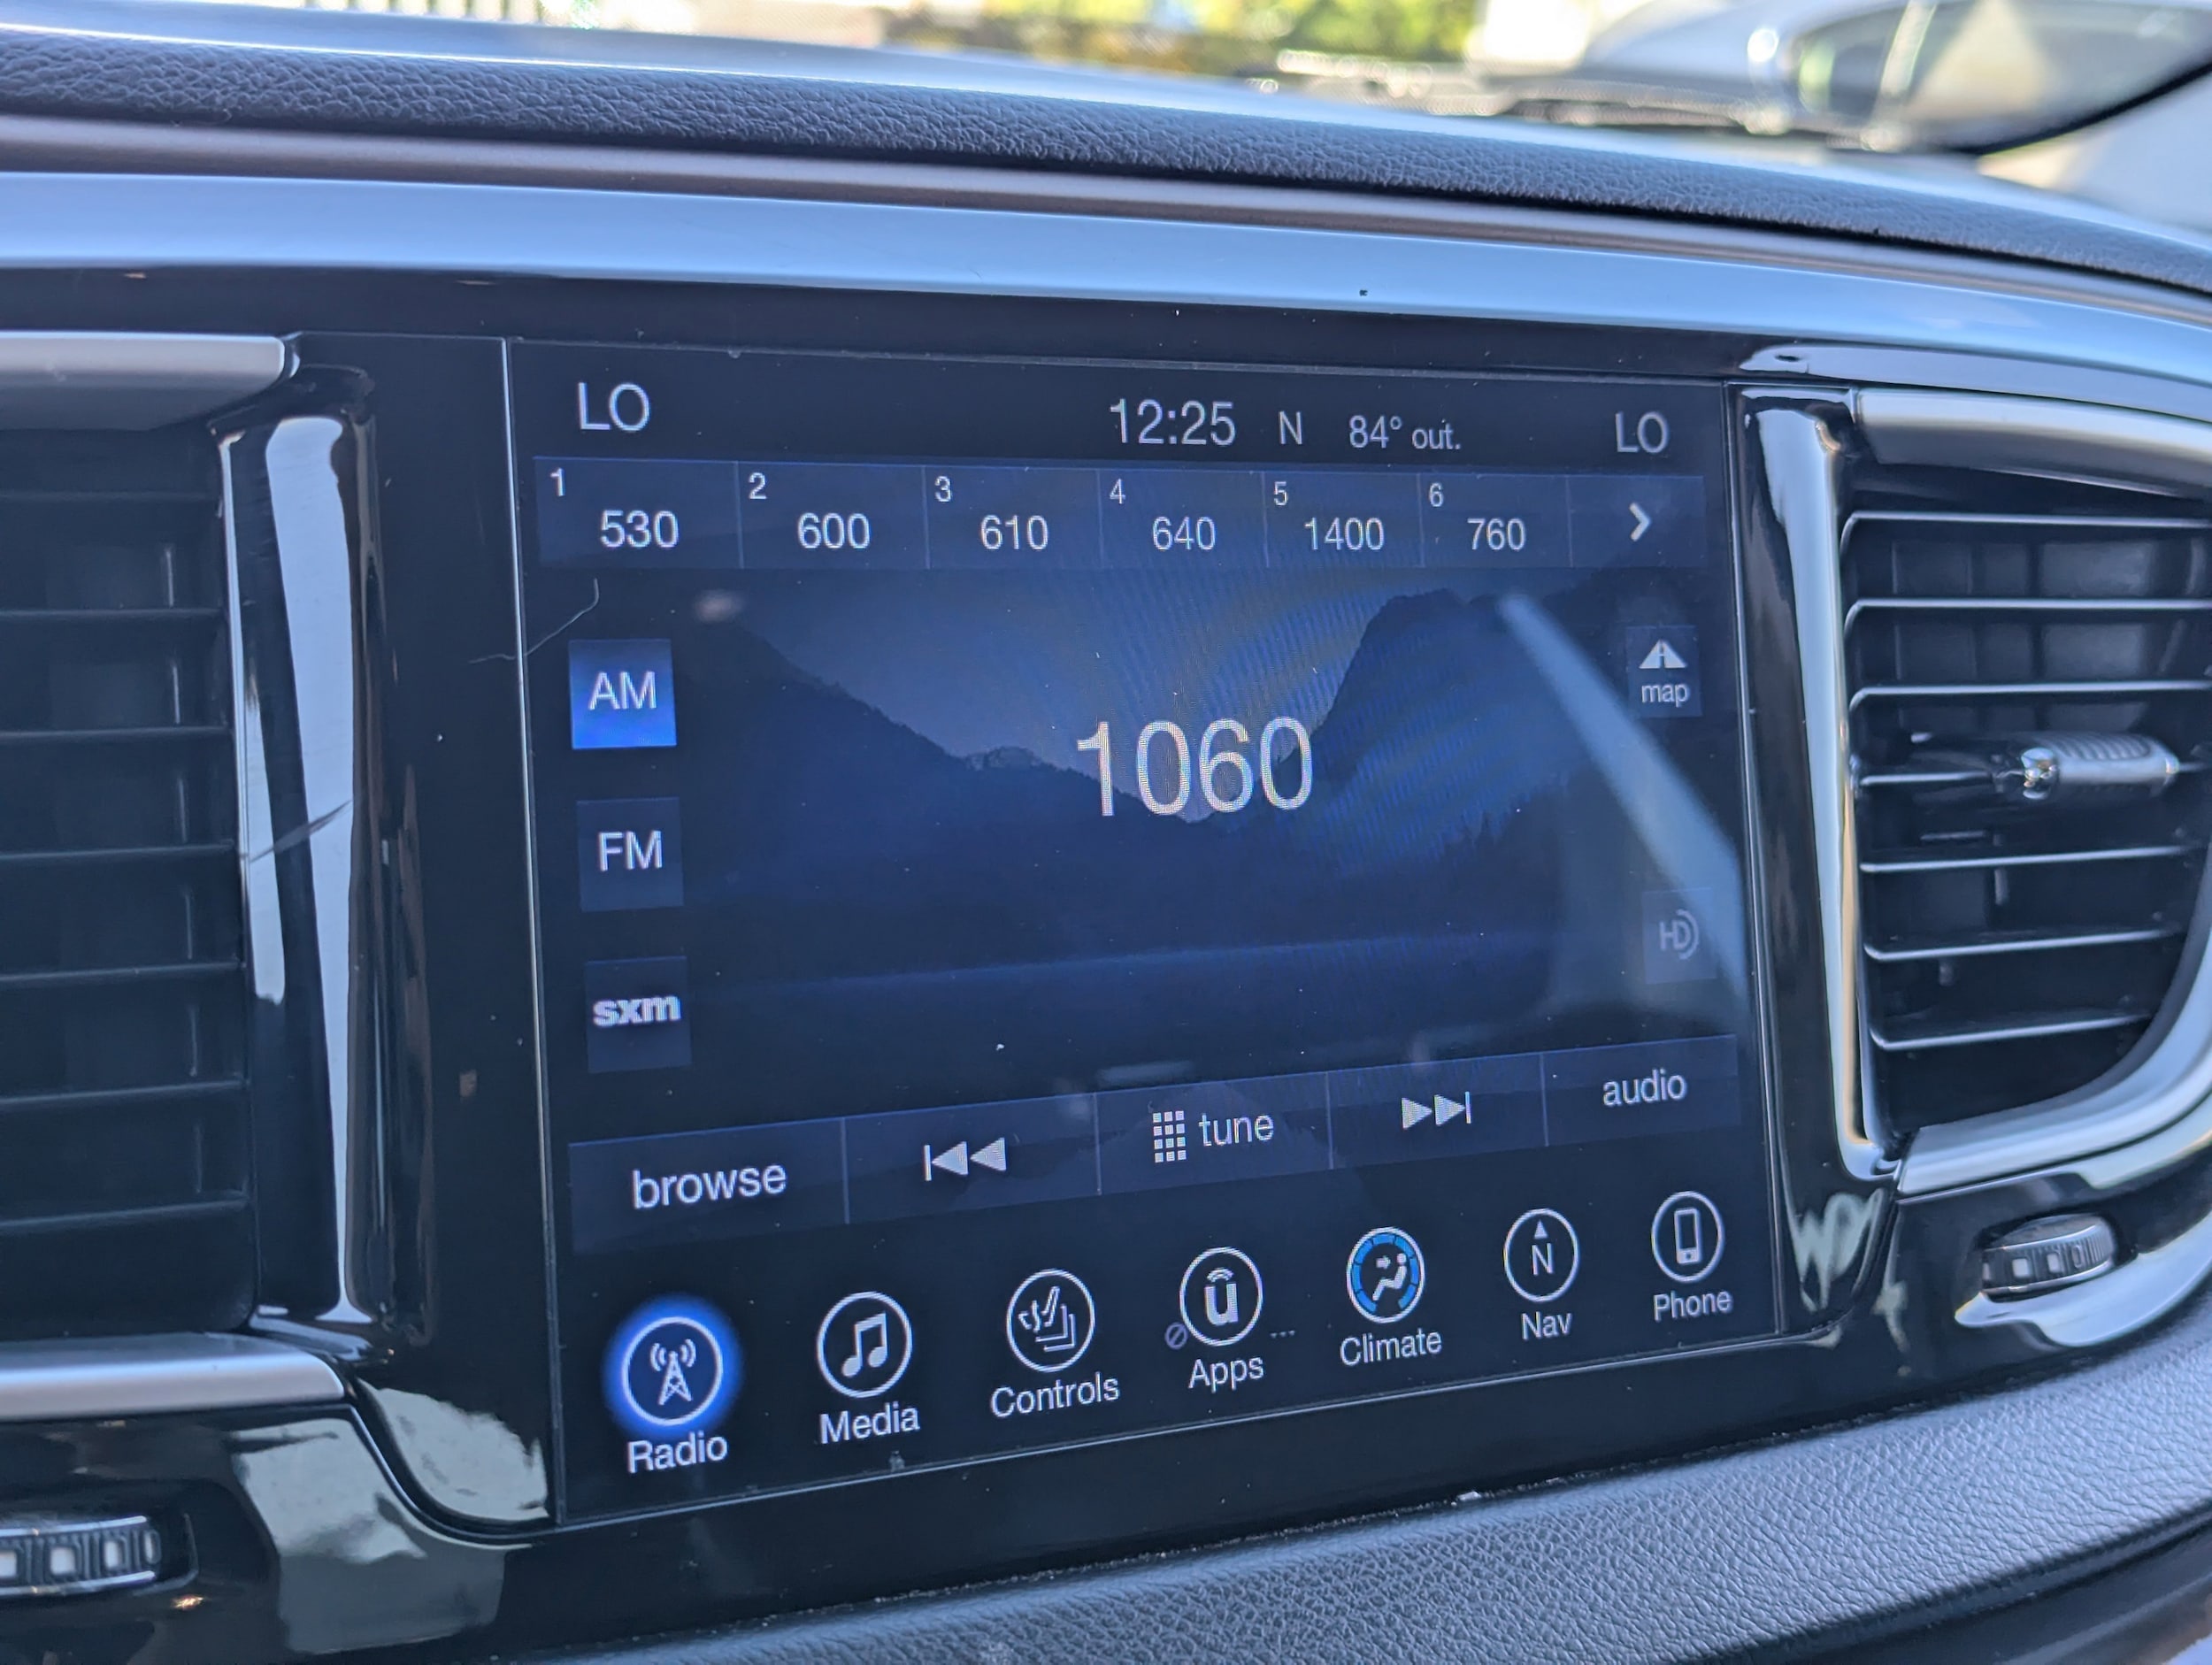 LO 12:25 N 84° out. LO
1 530 2 600 3 610 4 640 5 1400 6 760
map
AM
1060
FM
HD
sxm
browse tune audio
N
u
Radio Media Controls Apps Climate Nav Phone